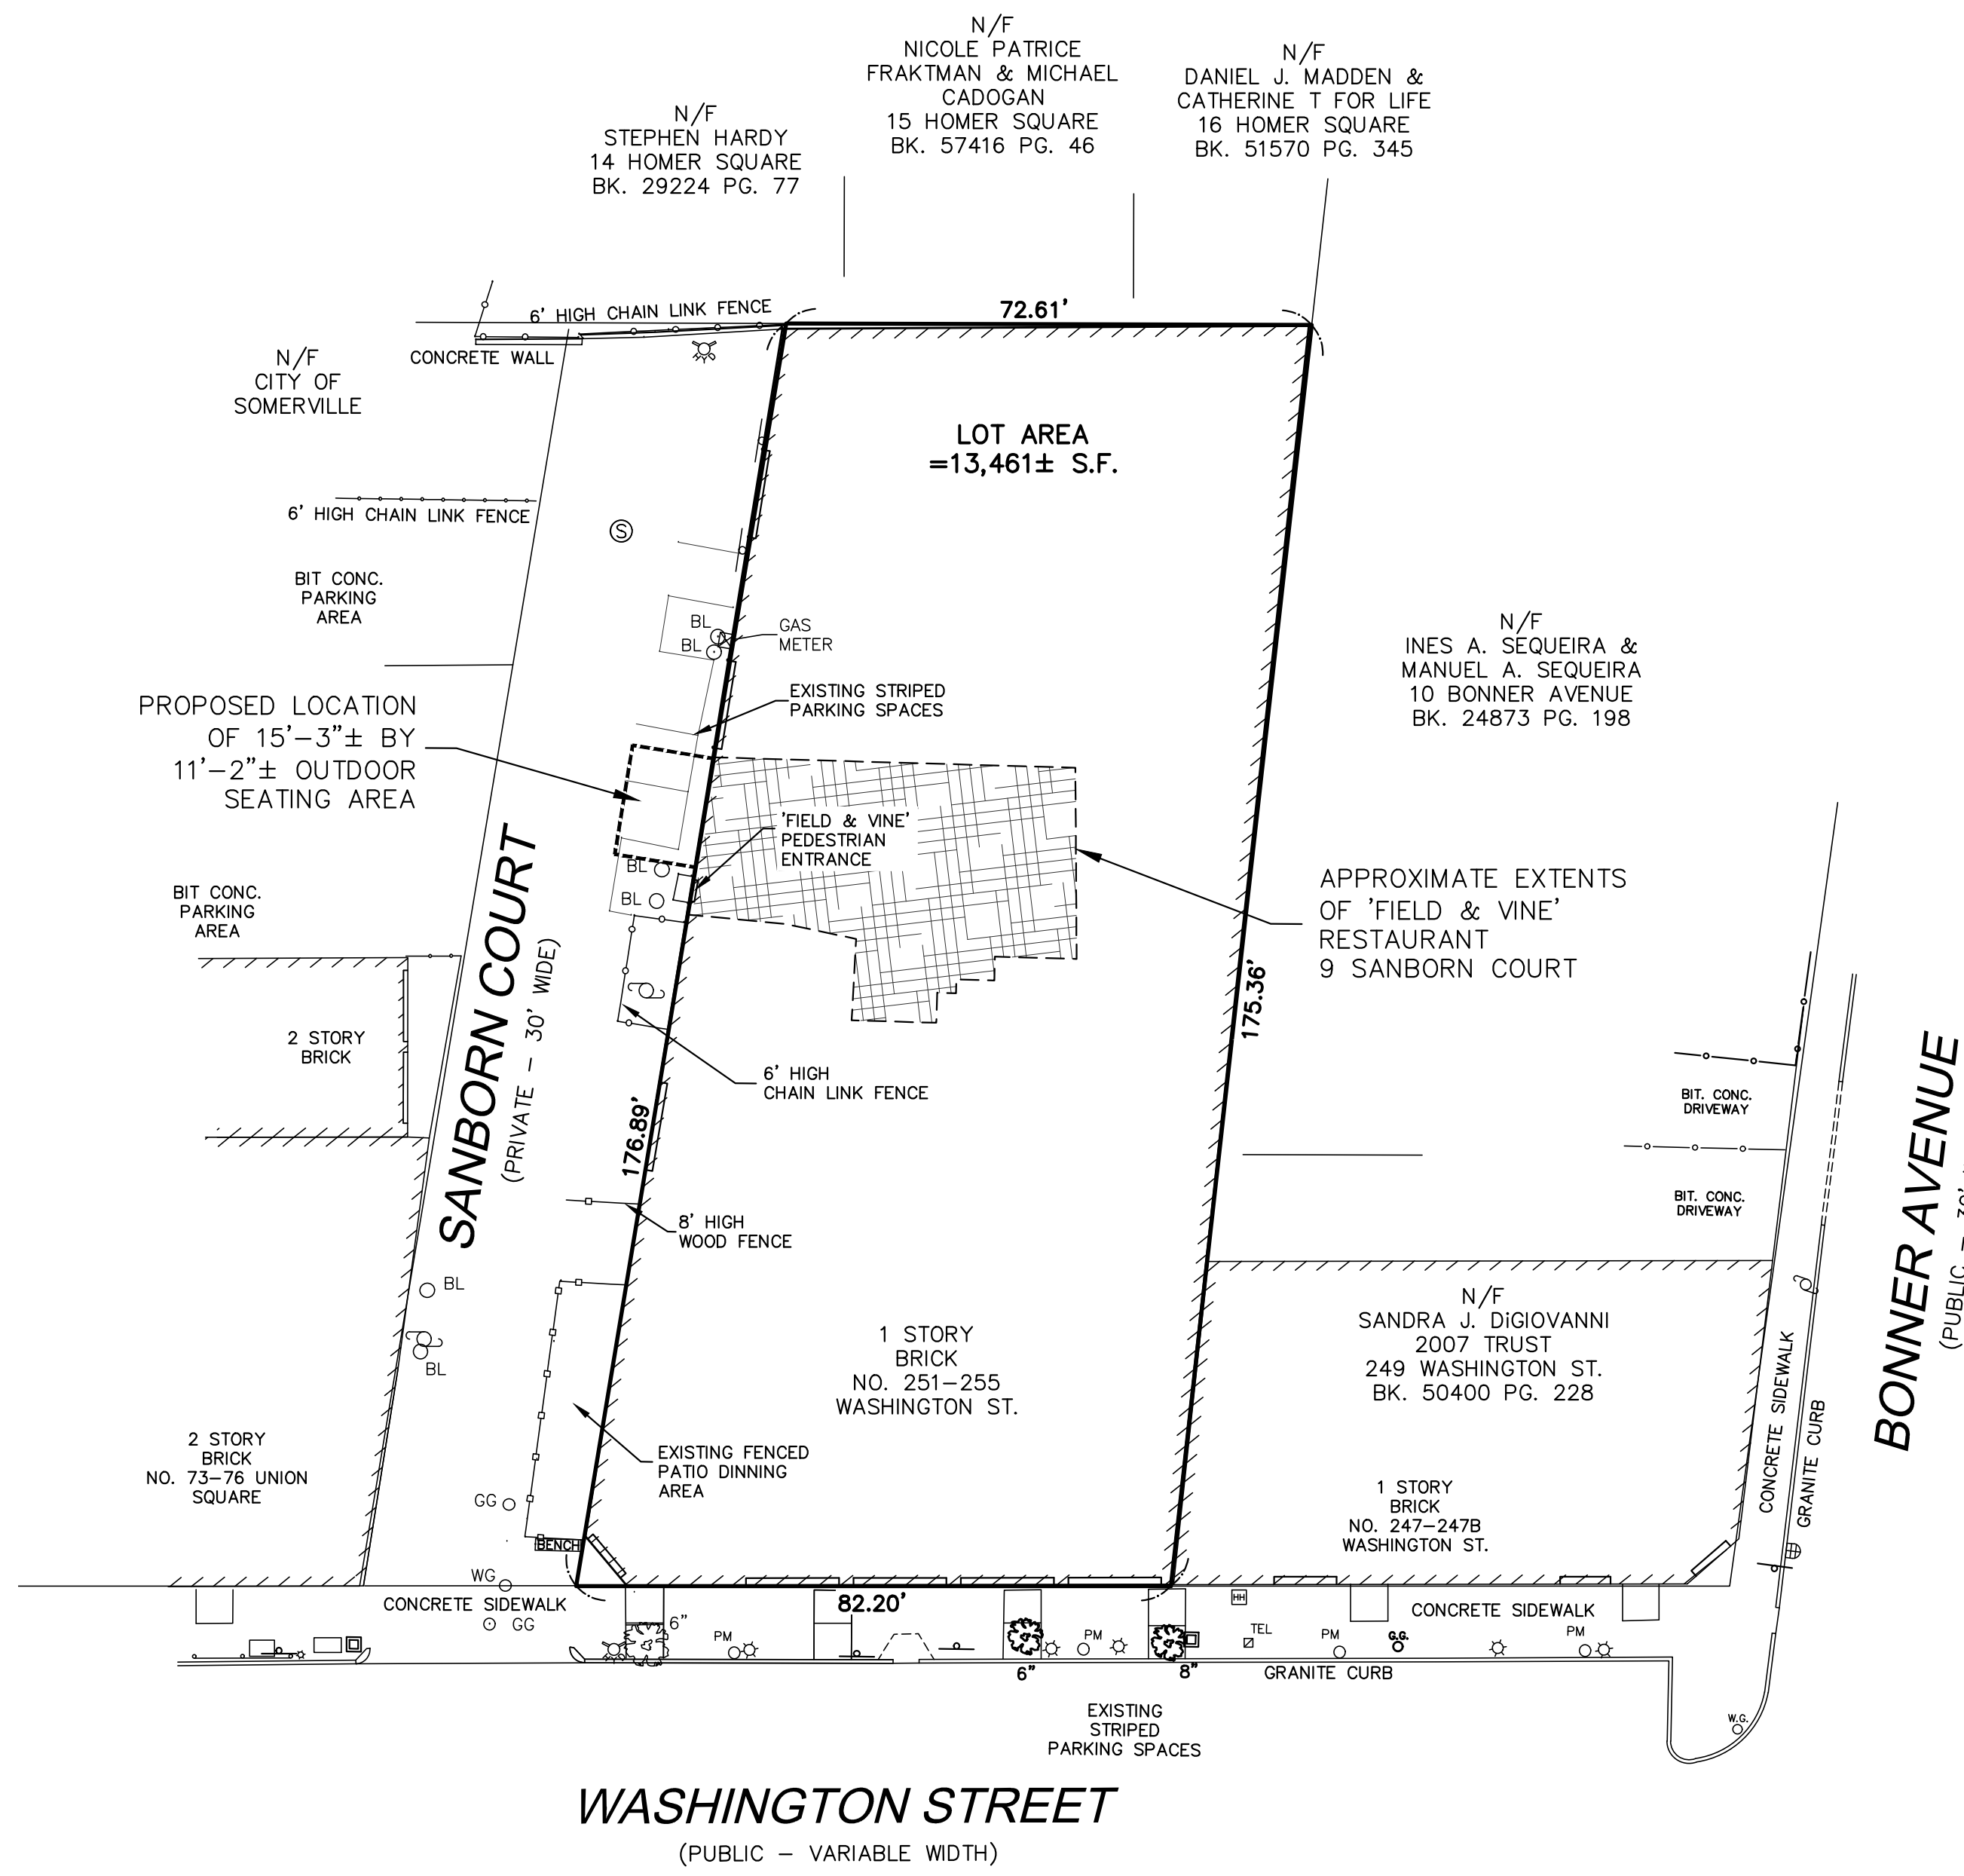 N/F
NICOLE PATRICE
FRAKTMAN & MICHAEL
CADOGAN
15 HOMER SQUARE
BK. 57416 PG. 46
N/F
DANIEL J. MADDEN &
CATHERINE T FOR LIFE
16 HOMER SQUARE
BK. 51570 PG. 345
N/F
STEPHEN HARDY
14 HOMER SQUARE
BK. 29224 PG. 77
6' HIGH CHAIN LINK FENCE
72.61'
CONCRETE WALL
N/F
CITY OF
SOMERVILLE
LOT AREA
=13,461± S.F.
6' HIGH CHAIN LINK FENCE
S
BIT CONC.
PARKING
AREA
BL
BL
GAS
METER
N/F
INES A. SEQUEIRA &
MANUEL A. SEQUEIRA
10 BONNER AVENUE
BK. 24873 PG. 198
EXISTING STRIPED
PARKING SPACES
PROPOSED LOCATION
OF 15'-3"± BY
11'-2"± OUTDOOR
SEATING AREA
'FIELD & VINE'
PEDESTRIAN
ENTRANCE
BL
BL
APPROXIMATE EXTENTS
OF 'FIELD & VINE'
RESTAURANT
9 SANBORN COURT
BIT CONC.
PARKING
AREA
SANBORN COURT
(PRIVATE - 30' WIDE)
175.36'
2 STORY
BRICK
6' HIGH
CHAIN LINK FENCE
176.89'
BIT. CONC.
DRIVEWAY
BIT. CONC.
DRIVEWAY
BONNER AVENUE
(PUBLIC - 30'
8' HIGH
WOOD FENCE
BL
BL
1 STORY
BRICK
NO. 251-255
WASHINGTON ST.
N/F
SANDRA J. DiGIOVANNI
2007 TRUST
249 WASHINGTON ST.
BK. 50400 PG. 228
CONCRETE SIDEWALK
GRANITE CURB
2 STORY
BRICK
NO. 73-76 UNION
SQUARE
EXISTING FENCED
PATIO DINNING
AREA
1 STORY
BRICK
NO. 247-247B
WASHINGTON ST.
GG
BENCH
WG
CONCRETE SIDEWALK
GG
6"
82.20'
HH
CONCRETE SIDEWALK
PM
PM
TEL
PM
G.G.
PM
6"
8"
GRANITE CURB
EXISTING
STRIPED
PARKING SPACES
W.G.
WASHINGTON STREET
(PUBLIC - VARIABLE WIDTH)